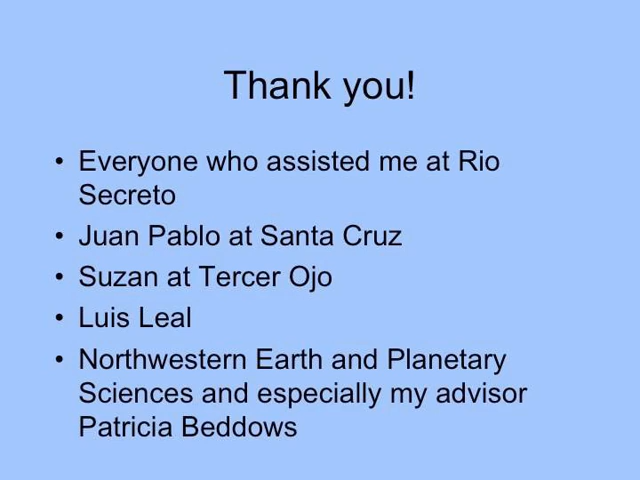 Thank you!
• Everyone who assisted me at Rio
Secreto
• Juan Pablo at Santa Cruz
• Suzan at Tercer Ojo
• Luis Leal
• Northwestern Earth and Planetary
Sciences and especially my advisor
Patricia Beddows